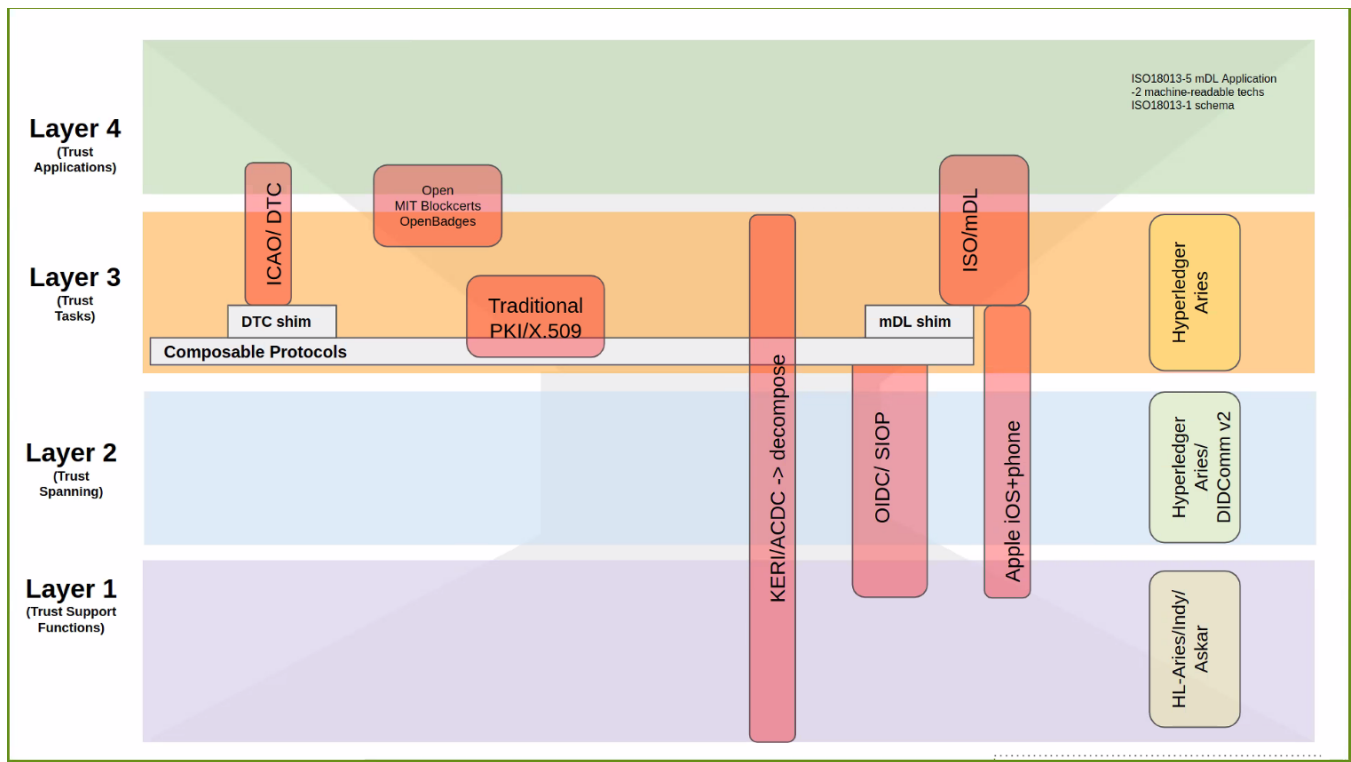 Layer 4
(Trust
Applications)
ISO18013-5 mDL Application
-2 machine-readable techs
ISO18013-1 schema
ICAO/ DTC
Open
MIT Blockcerts
OpenBadges
ISO/mDL
Layer 3
(Trust
Tasks)
Traditional
PKI/X.509
DTC shim
mDL shim
Composable Protocols
Hyperledger
Aries
Layer 2
(Trust
Spanning)
KERI/ACDC -> decompose
OIDC/ SIOP
Apple iOS+phone
Hyperledger
Aries/
DIDComm v2
Layer 1
(Trust Support
Functions)
HL-Aries/Indy/
Askar